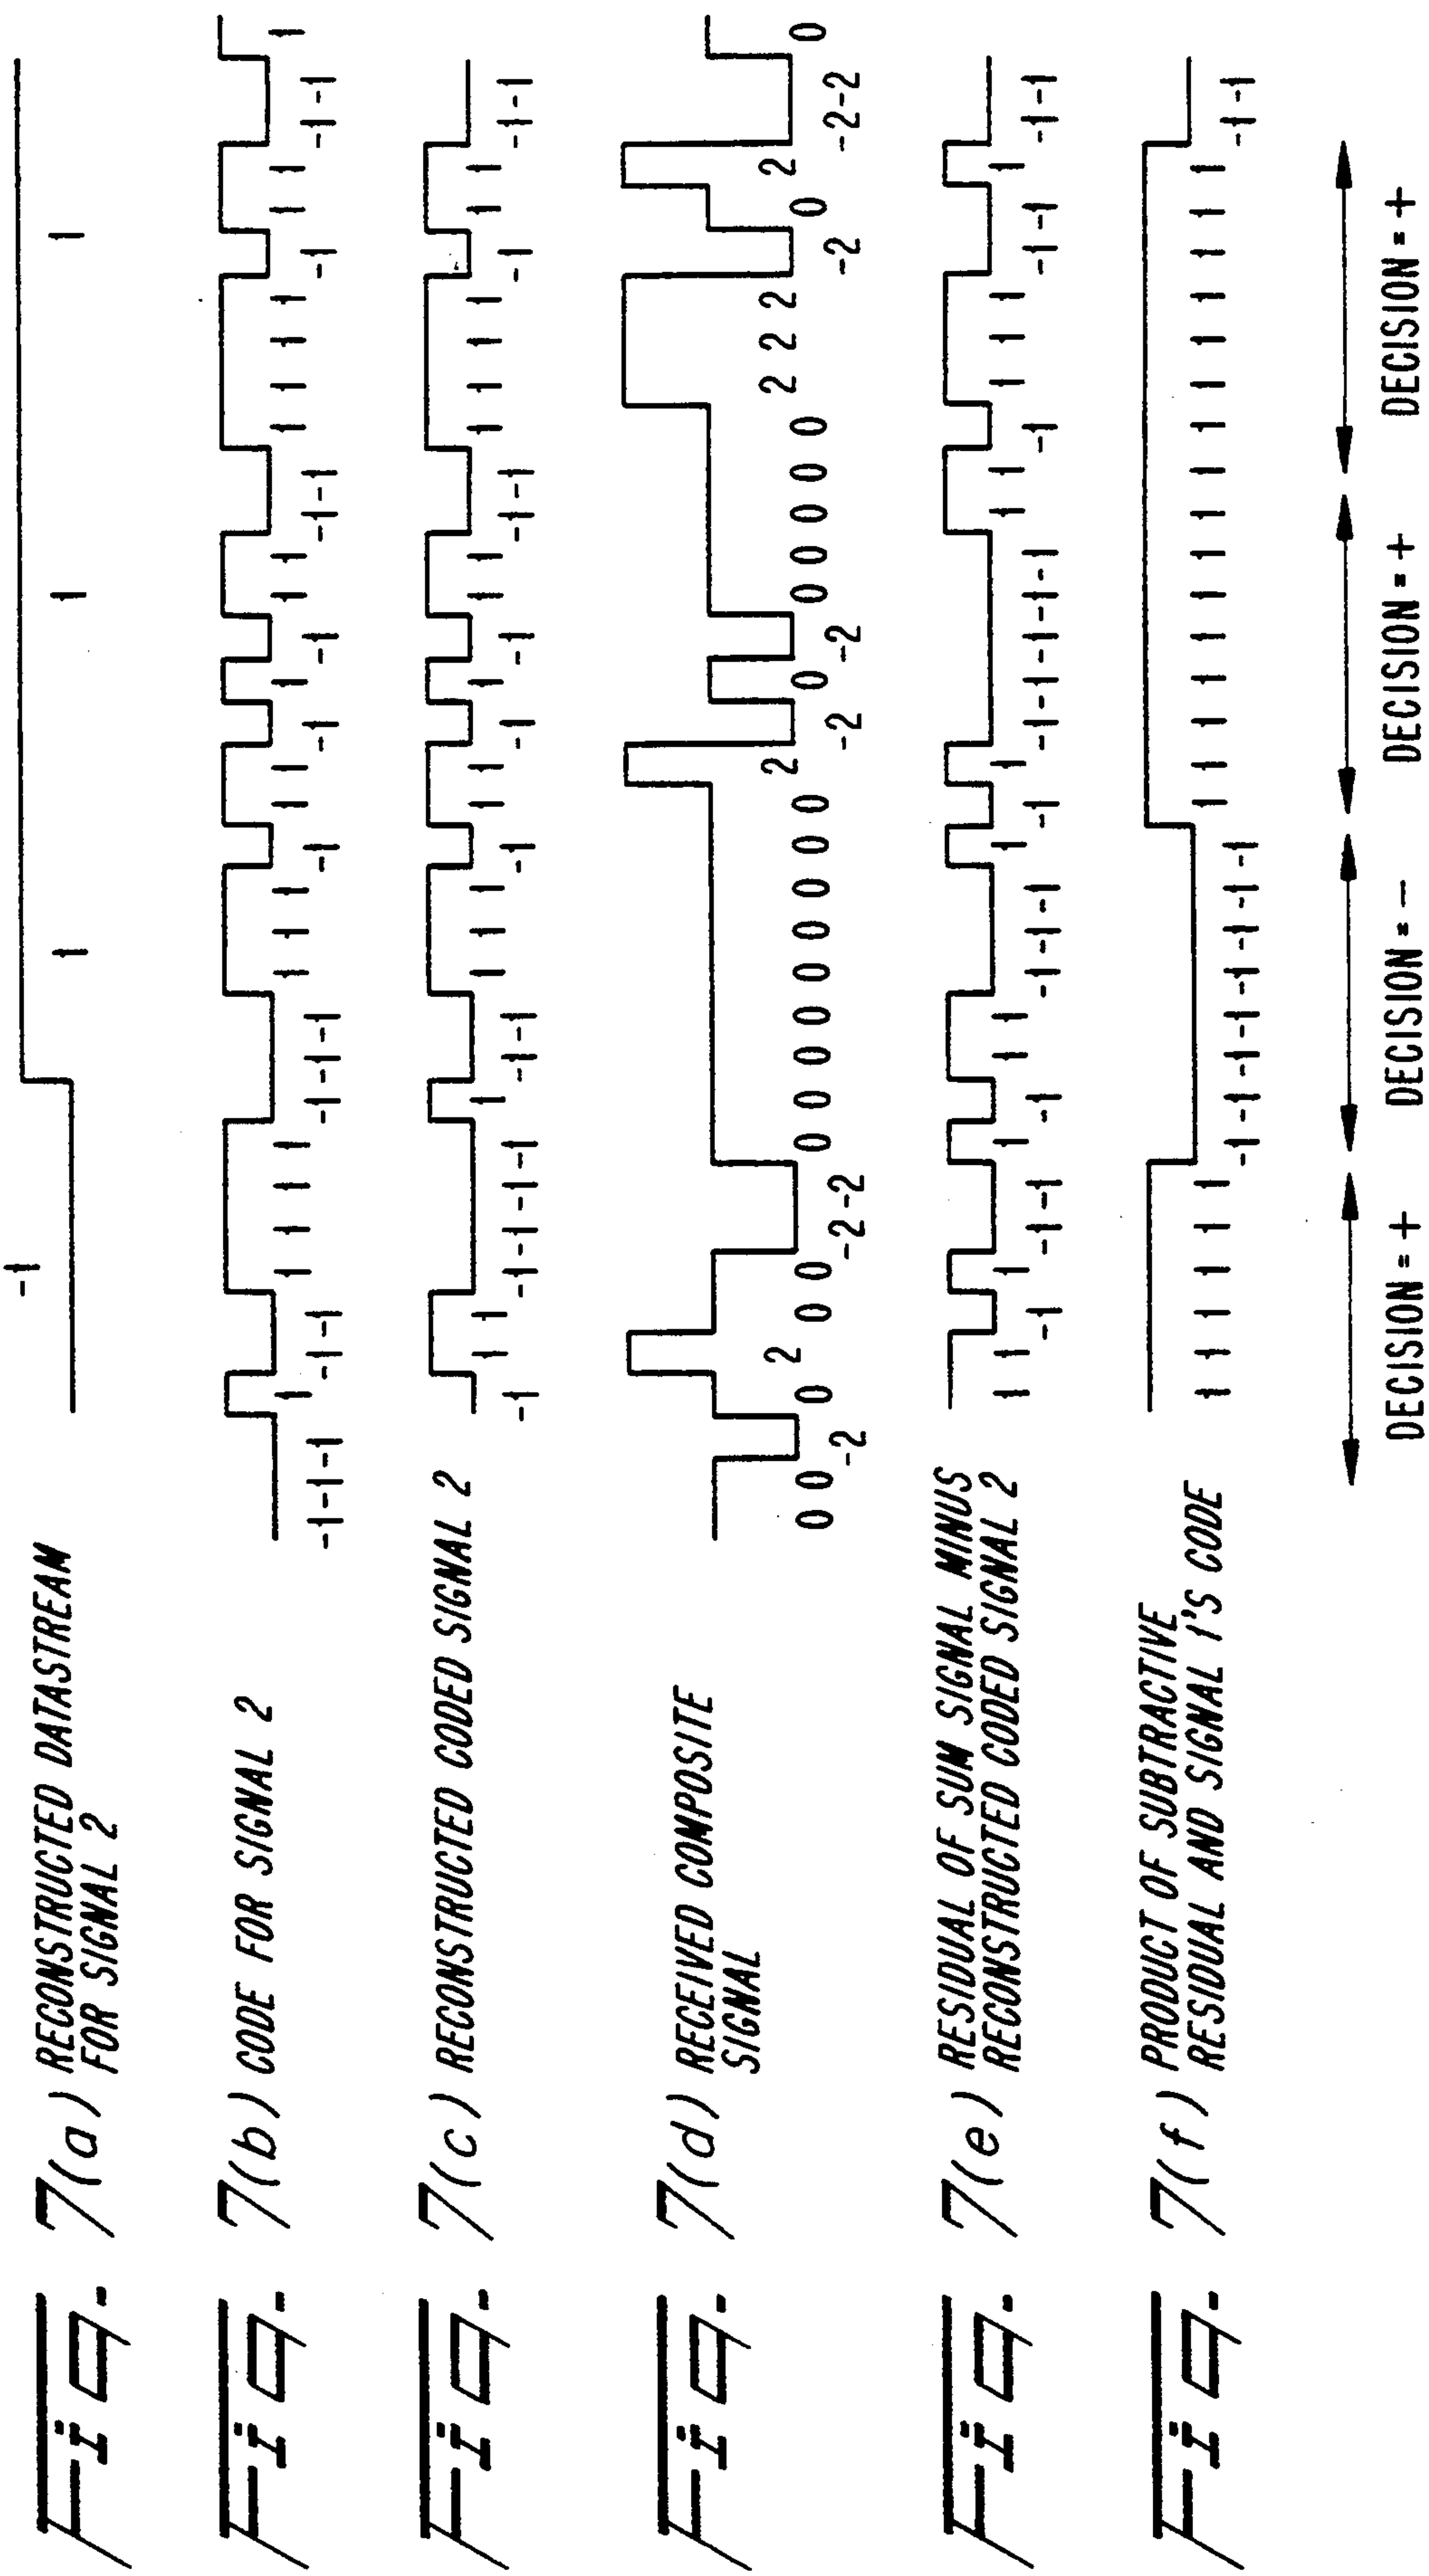 Fig. 7(a) RECONSTRUCTED DATASTREAM
FOR SIGNAL 2
-1 1 1 1
Fig. 7(b) CODE FOR SIGNAL 2
-1-1-1 1 -1-1 1 1 1 1 -1-1-1 1 1 1 -1 1 1 -1 1 -1 1 1 -1-1 1 1 1 1 -1 1 1 -1-1 1
Fig. 7(c) RECONSTRUCTED CODED SIGNAL 2
-1 1 1 -1-1-1-1 1 -1-1 1 1 1 -1 1 1 -1 1 -1 1 1 -1-1 1 1 1 1 -1 1 1 -1-1
Fig. 7(d) RECEIVED COMPOSITE
SIGNAL
0 0 -2 0 2 0 0 -2-2 0 0 0 0 0 0 0 0 0 2 -2 0 -2 0 0 0 0 0 2 2 2 -2 0 2 -2-2 0
Fig. 7(e) RESIDUAL OF SUM SIGNAL MINUS
RECONSTRUCTED CODED SIGNAL 2
1 1 -1 1 -1-1 1 -1 1 1 -1-1-1 1 -1 1 -1-1-1-1-1 1 1 -1 1 1 1 -1-1 1 -1-1
Fig. 7(f) PRODUCT OF SUBTRACTIVE
RESIDUAL AND SIGNAL 1'S CODE
1 1 1 1 1 1 -1-1-1-1-1-1-1-1 1 1 1 1 1 1 1 1 1 1 1 1 1 1 1 1 -1-1
DECISION = + DECISION = - DECISION = + DECISION = +